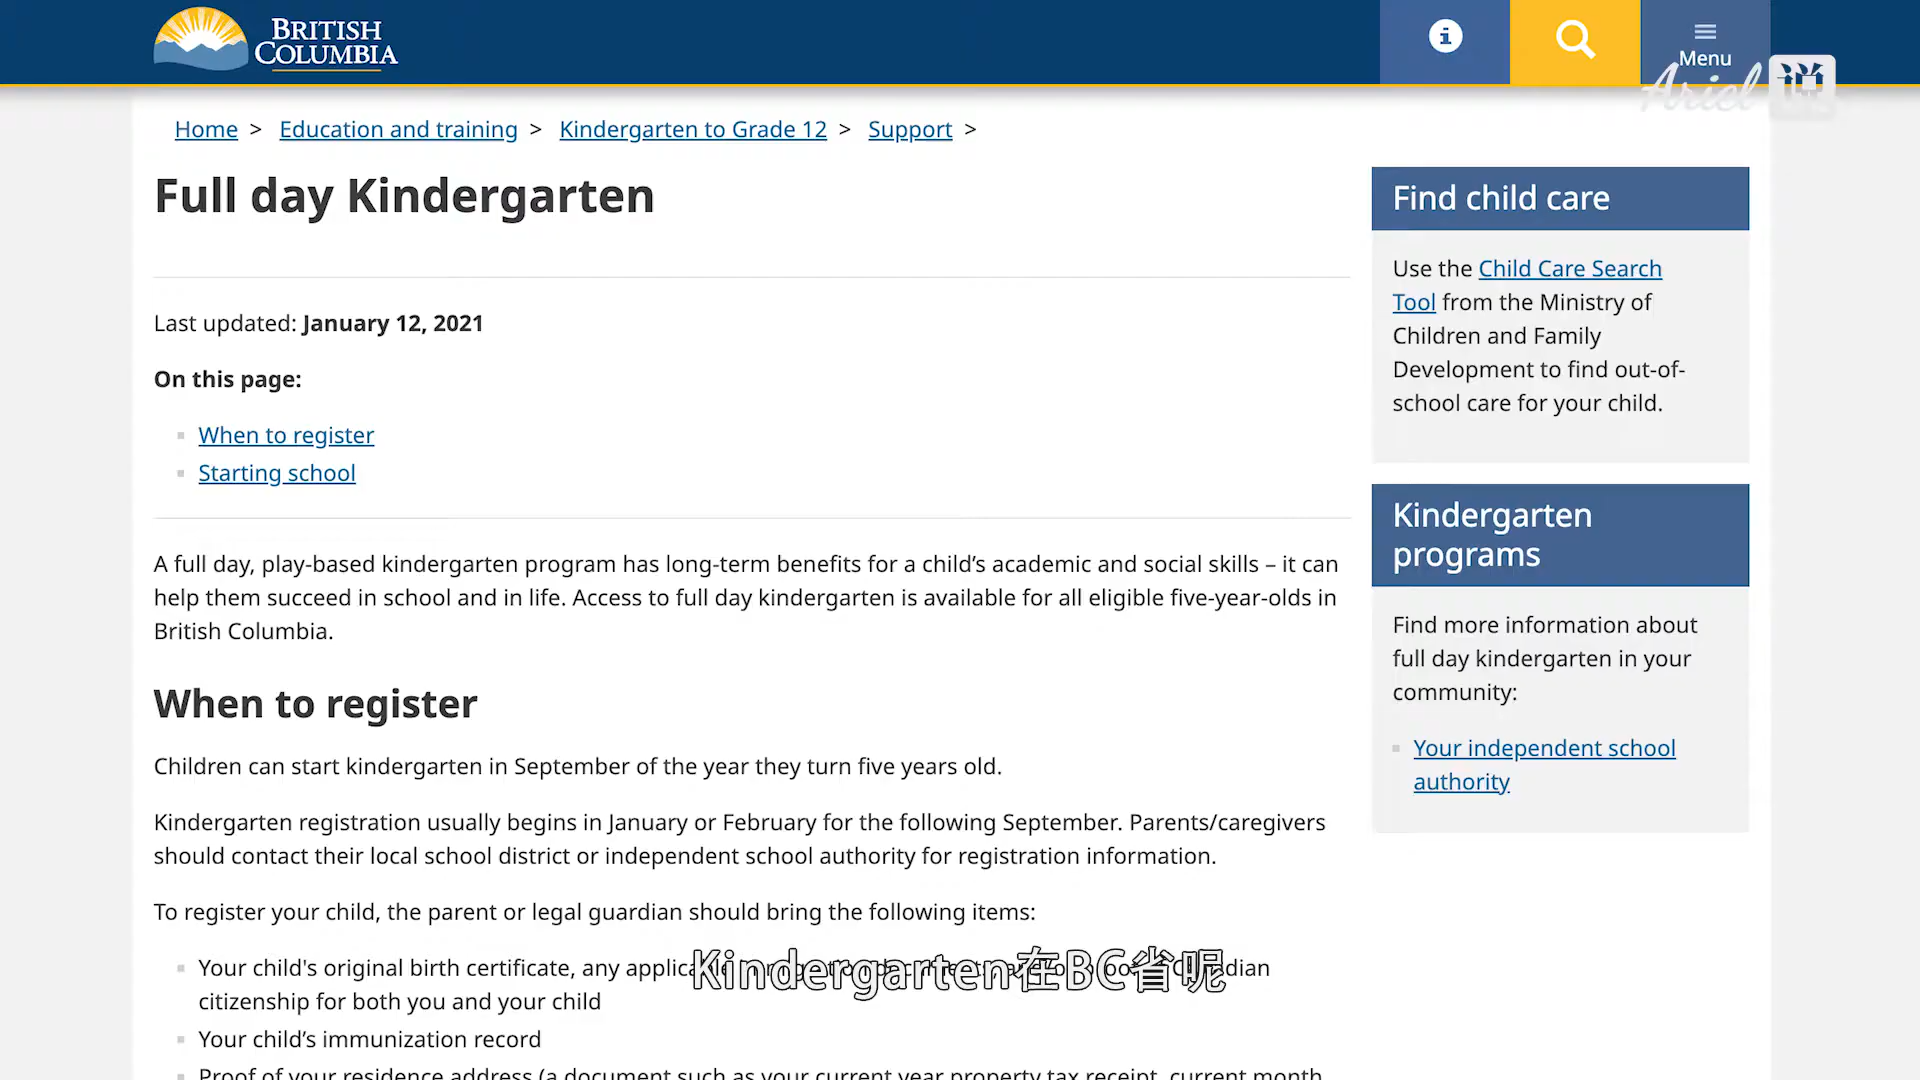 BRITISH
COLUMBIA
Menu
Ariel 说
Home > Education and training > Kindergarten to Grade 12 > Support >
Full day Kindergarten
Last updated: January 12, 2021
On this page:
When to register
Starting school
A full day, play-based kindergarten program has long-term benefits for a child’s academic and social skills – it can
help them succeed in school and in life. Access to full day kindergarten is available for all eligible five-year-olds in
British Columbia.
When to register
Children can start kindergarten in September of the year they turn five years old.
Kindergarten registration usually begins in January or February for the following September. Parents/caregivers
should contact their local school district or independent school authority for registration information.
To register your child, the parent or legal guardian should bring the following items:
Your child's original birth certificate, any
citizenship for both you and your child
Your child’s immunization record
Proof of your residence address (a document such as your current year property tax receipt, current month
Find child care
Use the Child Care Search
Tool from the Ministry of
Children and Family
Development to find out-of-
school care for your child.
Kindergarten
programs
Find more information about
full day kindergarten in your
community:
Your independent school
authority
Kindergarten在BC省呢